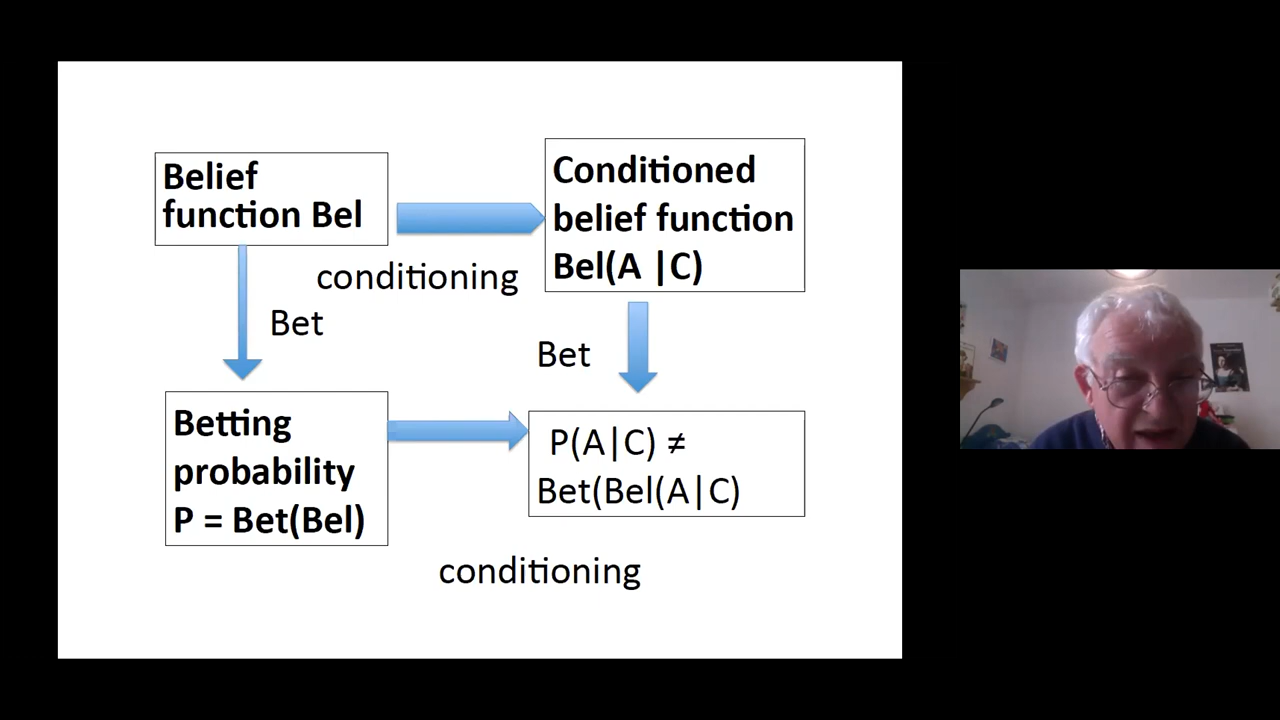 Belief
function Bel
conditioning
Bet
Conditioned
belief function
Bel(A |C)
Bet
Betting
probability
P = Bet(Bel)
P(A|C) ≠
Bet(Bel(A|C)
conditioning